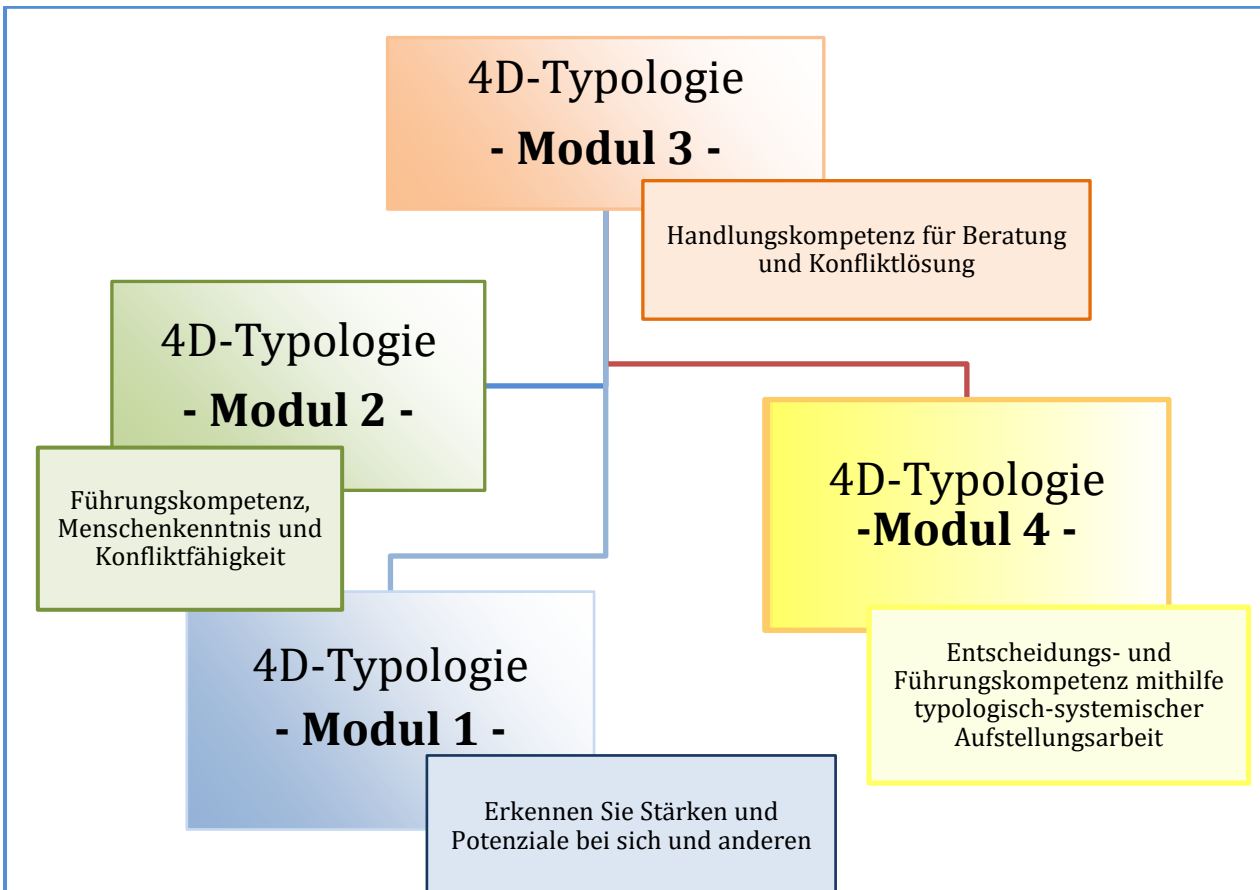 4D-Typologie
- Modul 3 -
Handlungskompetenz für Beratung
und Konfliktlösung
4D-Typologie
- Modul 2 -
Führungskompetenz,
Menschenkenntnis und
Konfliktfähigkeit
4D-Typologie
-Modul 4 -
Entscheidungs- und
Führungskompetenz mithilfe
typologisch-systemischer
Aufstellungsarbeit
4D-Typologie
- Modul 1 -
Erkennen Sie Stärken und
Potenziale bei sich und anderen